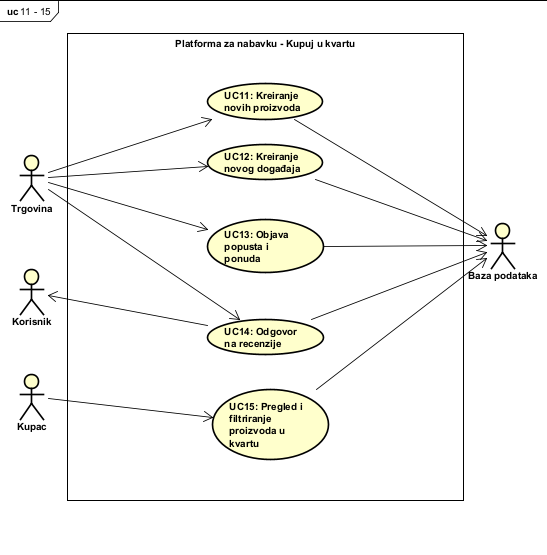 uc 11 - 15
Platforma za nabavku - Kupuj u kvartu
UC11: Kreiranje
novih proizvoda
UC12: Kreiranje
novog događaja
Trgovina
UC13: Objava
popusta i
ponuda
Baza podataka
Korisnik
UC14: Odgovor
na recenzije
Kupac
UC15: Pregled i
filtriranje
proizvoda u
kvartu